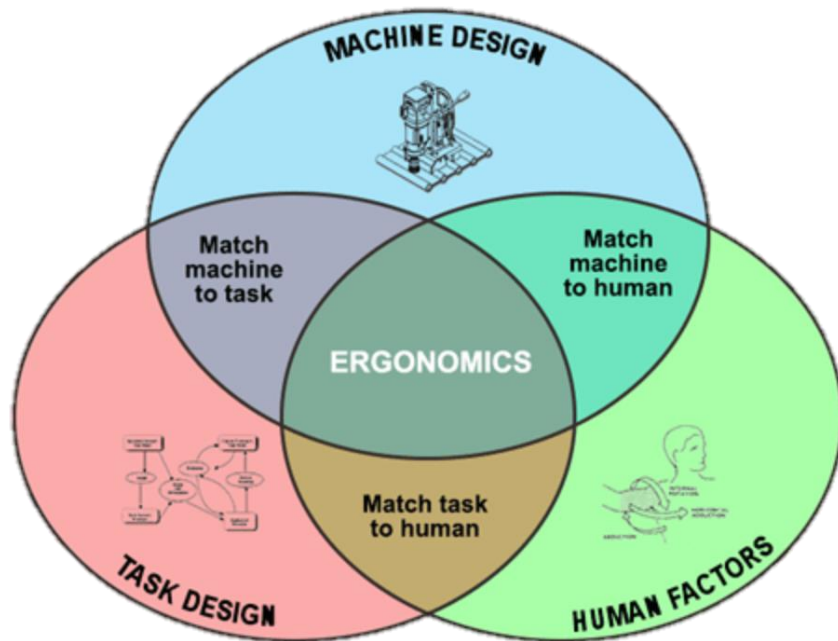 MACHINE DESIGN
Match
machine
to task
Match
machine
to human
ERGONOMICS
Match task
to human
TASK DESIGN
HUMAN FACTORS